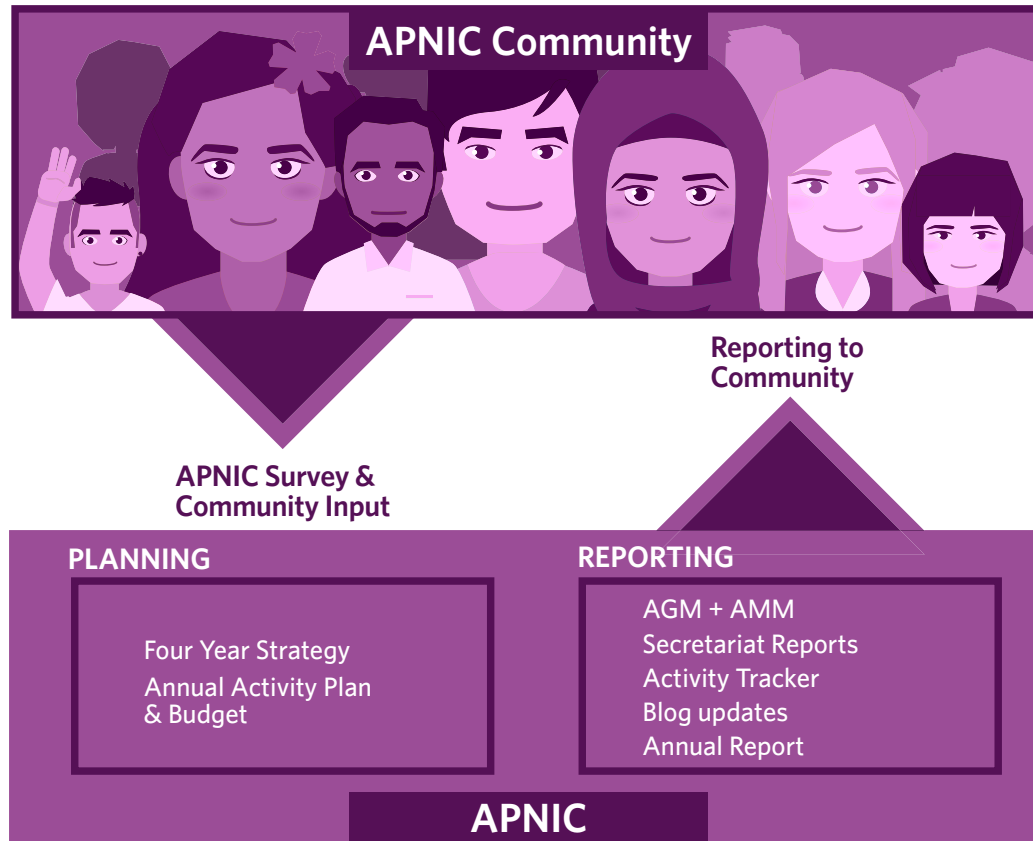 APNIC Community
Reporting to
Community
APNIC Survey &
Community Input
PLANNING
Four Year Strategy
Annual Activity Plan
& Budget
REPORTING
AGM + AMM
Secretariat Reports
Activity Tracker
Blog updates
Annual Report
APNIC